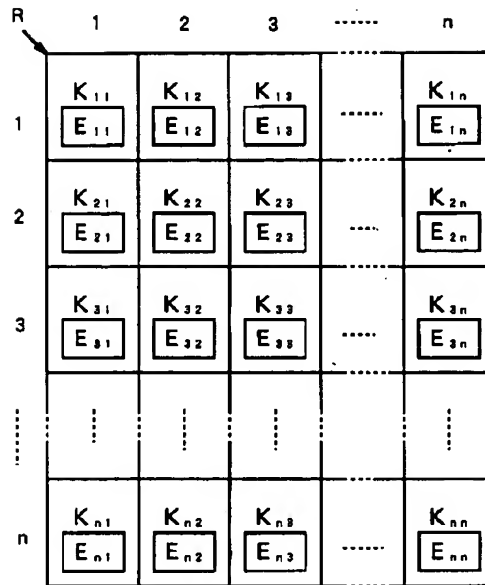 R 1 2 3 ...... n
K11 K12 K13 ...... K1n
1 E11 E12 E13 E1n
K21 K22 K23 K2n
2 E21 E22 E23 ..... E2n
K31 K32 K33 K3n
3 E31 E32 E33 ..... E3n
Kn1 Kn2 Kn3 Knn
n En1 En2 En3 ...... Enn